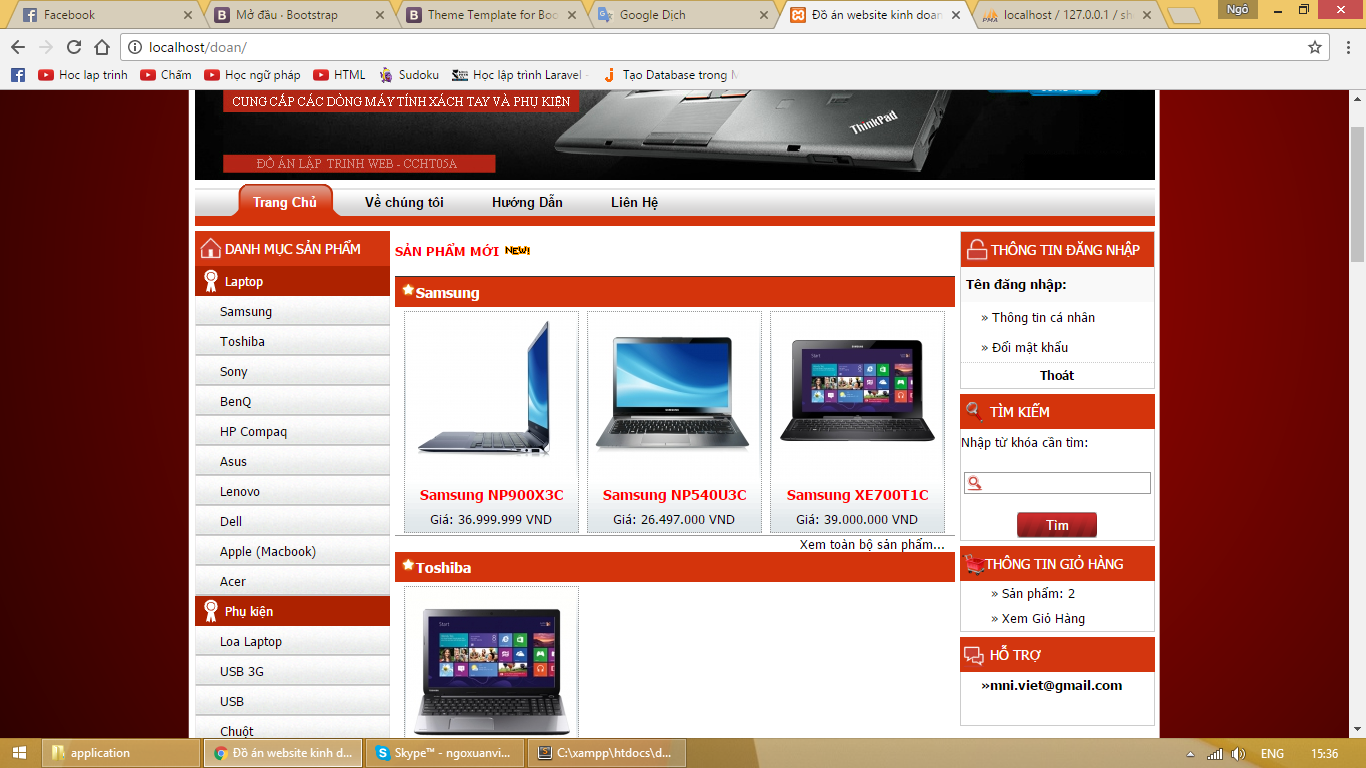 Facebook
Mở đầu · Bootstrap
Theme Template for Boo
Google Dịch
Đồ án website kinh doan
localhost / 127.0.0.1 / sh
Ngô
localhost/doan/
Hoc lap trinh
Chấm
Học ngữ pháp
HTML
Sudoku
Học lập trình Laravel -
Tạo Database trong M
CUNG CẤP CÁC DÒNG MÁY TÍNH XÁCH TAY VÀ PHỤ KIỆN
ThinkPad
ĐỒ ÁN LẬP TRINH WEB - CCHT05A
Trang Chủ
Về chúng tôi
Hướng Dẫn
Liên Hệ
DANH MỤC SẢN PHẨM
Laptop
Samsung
Toshiba
Sony
BenQ
HP Compaq
Asus
Lenovo
Dell
Apple (Macbook)
Acer
Phụ kiện
Loa Laptop
USB 3G
USB
Chuột
SẢN PHẨM MỚI NEW!
Samsung
Samsung NP900X3C
Giá: 36.999.999 VND
Samsung NP540U3C
Giá: 26.497.000 VND
Start
Samsung XE700T1C
Giá: 39.000.000 VND
Xem toàn bộ sản phẩm...
Toshiba
Start
THÔNG TIN ĐĂNG NHẬP
Tên đăng nhập:
» Thông tin cá nhân
» Đổi mật khẩu
Thoát
TÌM KIẾM
Nhập từ khóa cần tìm:
Tìm
THÔNG TIN GIỎ HÀNG
» Sản phẩm: 2
» Xem Giỏ Hàng
HỖ TRỢ
»mni.viet@gmail.com
application
Đồ án website kinh d...
Skype™ - ngoxuanvi...
C:\xampp\htdocs\d...
ENG
15:36